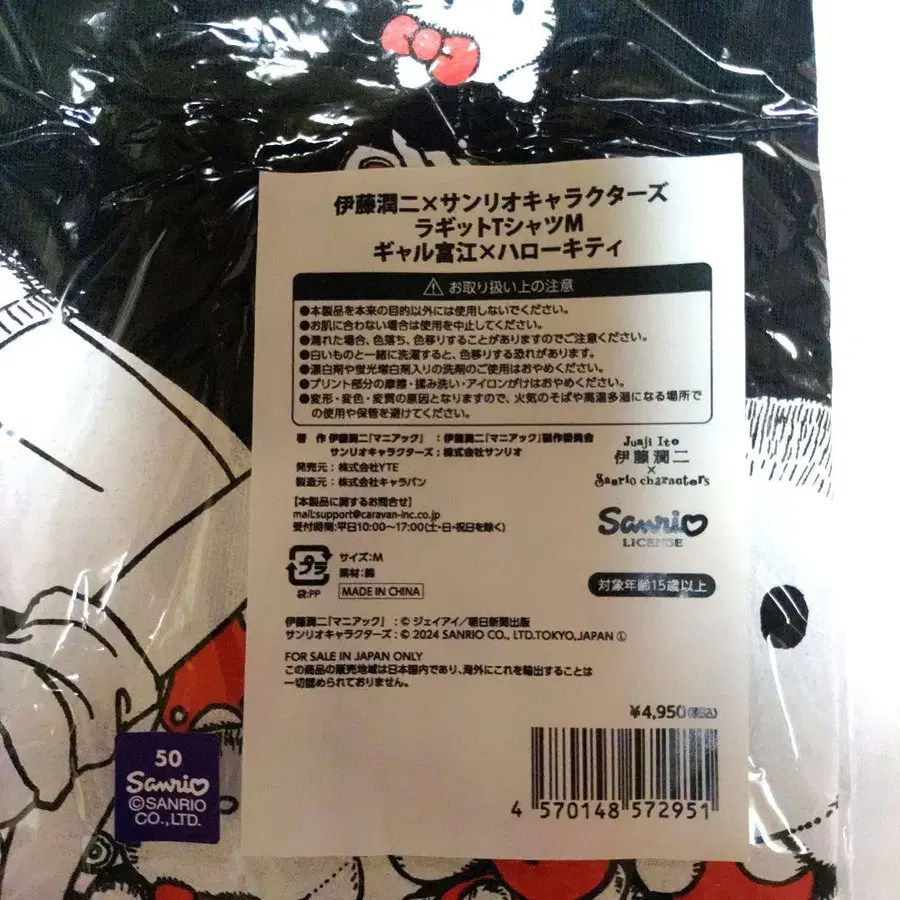 伊藤潤二×サンリオキャラクターズ
ラギットTシャツM
ギャル富江×ハローキティ
お取り扱い上の注意
●本製品を本来の目的以外には使用しないでください。
●お肌に合わない場合は使用を中止してください。
●濡れた場合、色落ち、色移りすることがありますのでご注意ください。
●白いものと一緒に洗濯すると、色移りする恐れがあります。
●漂白剤や蛍光増白剤入りの洗剤のご使用はおやめください。
●プリント部分の摩擦・揉み洗い・アイロンがけはおやめください。
●変形・変色・変質の原因となりますので、火気のそばや高温多湿になる場所での使用や保管を避けてください。
著 作 伊藤潤二『マニアック』:伊藤潤二『マニアック』製作委員会
サンリオキャラクターズ:株式会社サンリオ
発売元:株式会社YTE
製造元:株式会社キャラバン
【本製品に関するお問合せ】
mail:support@caravan-inc.co.jp
受付時間:平日10:00~17:00(土・日・祝日を除く)
Junji Ito
伊藤潤二
×
Sanrio characters
Sanrio
LICENSE
対象年齢15歳以上
プラ
袋:PP
サイズ:M
素材:綿
MADE IN CHINA
伊藤潤二『マニアック』:© ジェイアイ/朝日新聞出版
サンリオキャラクターズ:© 2024 SANRIO CO., LTD.TOKYO,JAPAN Ⓛ
FOR SALE IN JAPAN ONLY
この商品の販売地域は日本国内であり、海外にこれを輸出することは
一切認められておりません。
¥4,950(税込)
4 570148 572951
50
Sanrio
©SANRIO
CO.,LTD.